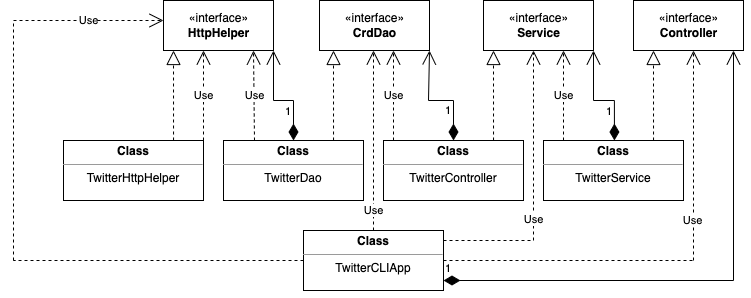 «interface»
HttpHelper
«interface»
CrdDao
«interface»
Service
«interface»
Controller
Use
Use
Use
Use
Use
Use
1
1
1
Class
TwitterHttpHelper
Class
TwitterDao
Class
TwitterController
Class
TwitterService
Use
Use
Use
Class
TwitterCLIApp
1